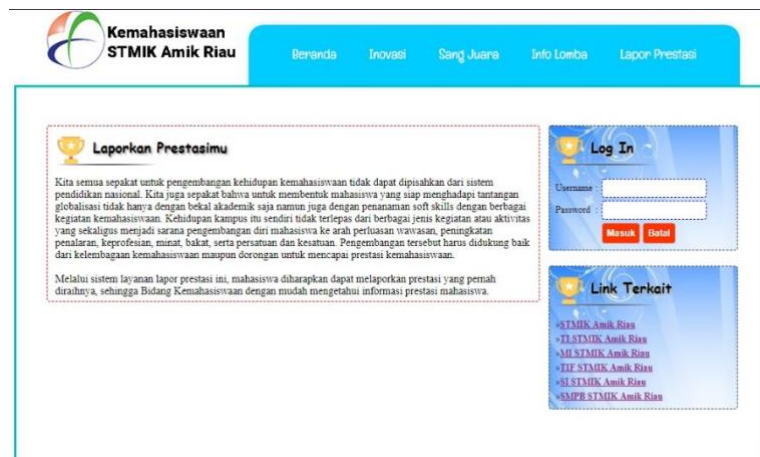 Kemahasiswaan
STMIK Amik Riau
Beranda Inovasi Sang Juara Info Lomba Lapor Prestasi
Laporkan Prestasimu
Kita semua sepakat untuk pengembangan kehidupan kemahasiswaan tidak dapat dipisahkan dari sistem
pendidikan nasional. Kita juga sepakat bahwa untuk membentuk mahasiswa yang siap menghadapi tantangan
globalisasi tidak hanya dengan bekal akademik saja namun juga dengan penanaman soft skills dengan berbagai
kegiatan kemahasiswaan. Kehidupan kampus itu sendiri tidak terlepas dari berbagai jenis kegiatan atau aktivitas
yang sekaligus menjadi sarana pengembangan diri mahasiswa ke arah perluasan wawasan, peningkatan
penalaran, keprofesian, minat, bakat, serta persatuan dan kesatuan. Pengembangan tersebut harus didukung baik
dari kelembagaan kemahasiswaan maupun dorongan untuk mencapai prestasi kemahasiswaan.
Melalui sistem layanan lapor prestasi ini, mahasiswa diharapkan dapat melaporkan prestasi yang pernah
diraihnya, sehingga Bidang Kemahasiswaan dengan mudah mengetahui informasi prestasi mahasiswa.
Log In
Username :
Password :
Masuk Batal
Link Terkait
»STMIK Amik Riau
»TI STMIK Amik Riau
»MI STMIK Amik Riau
»TIF STMIK Amik Riau
»SI STMIK Amik Riau
»SMPB STMIK Amik Riau